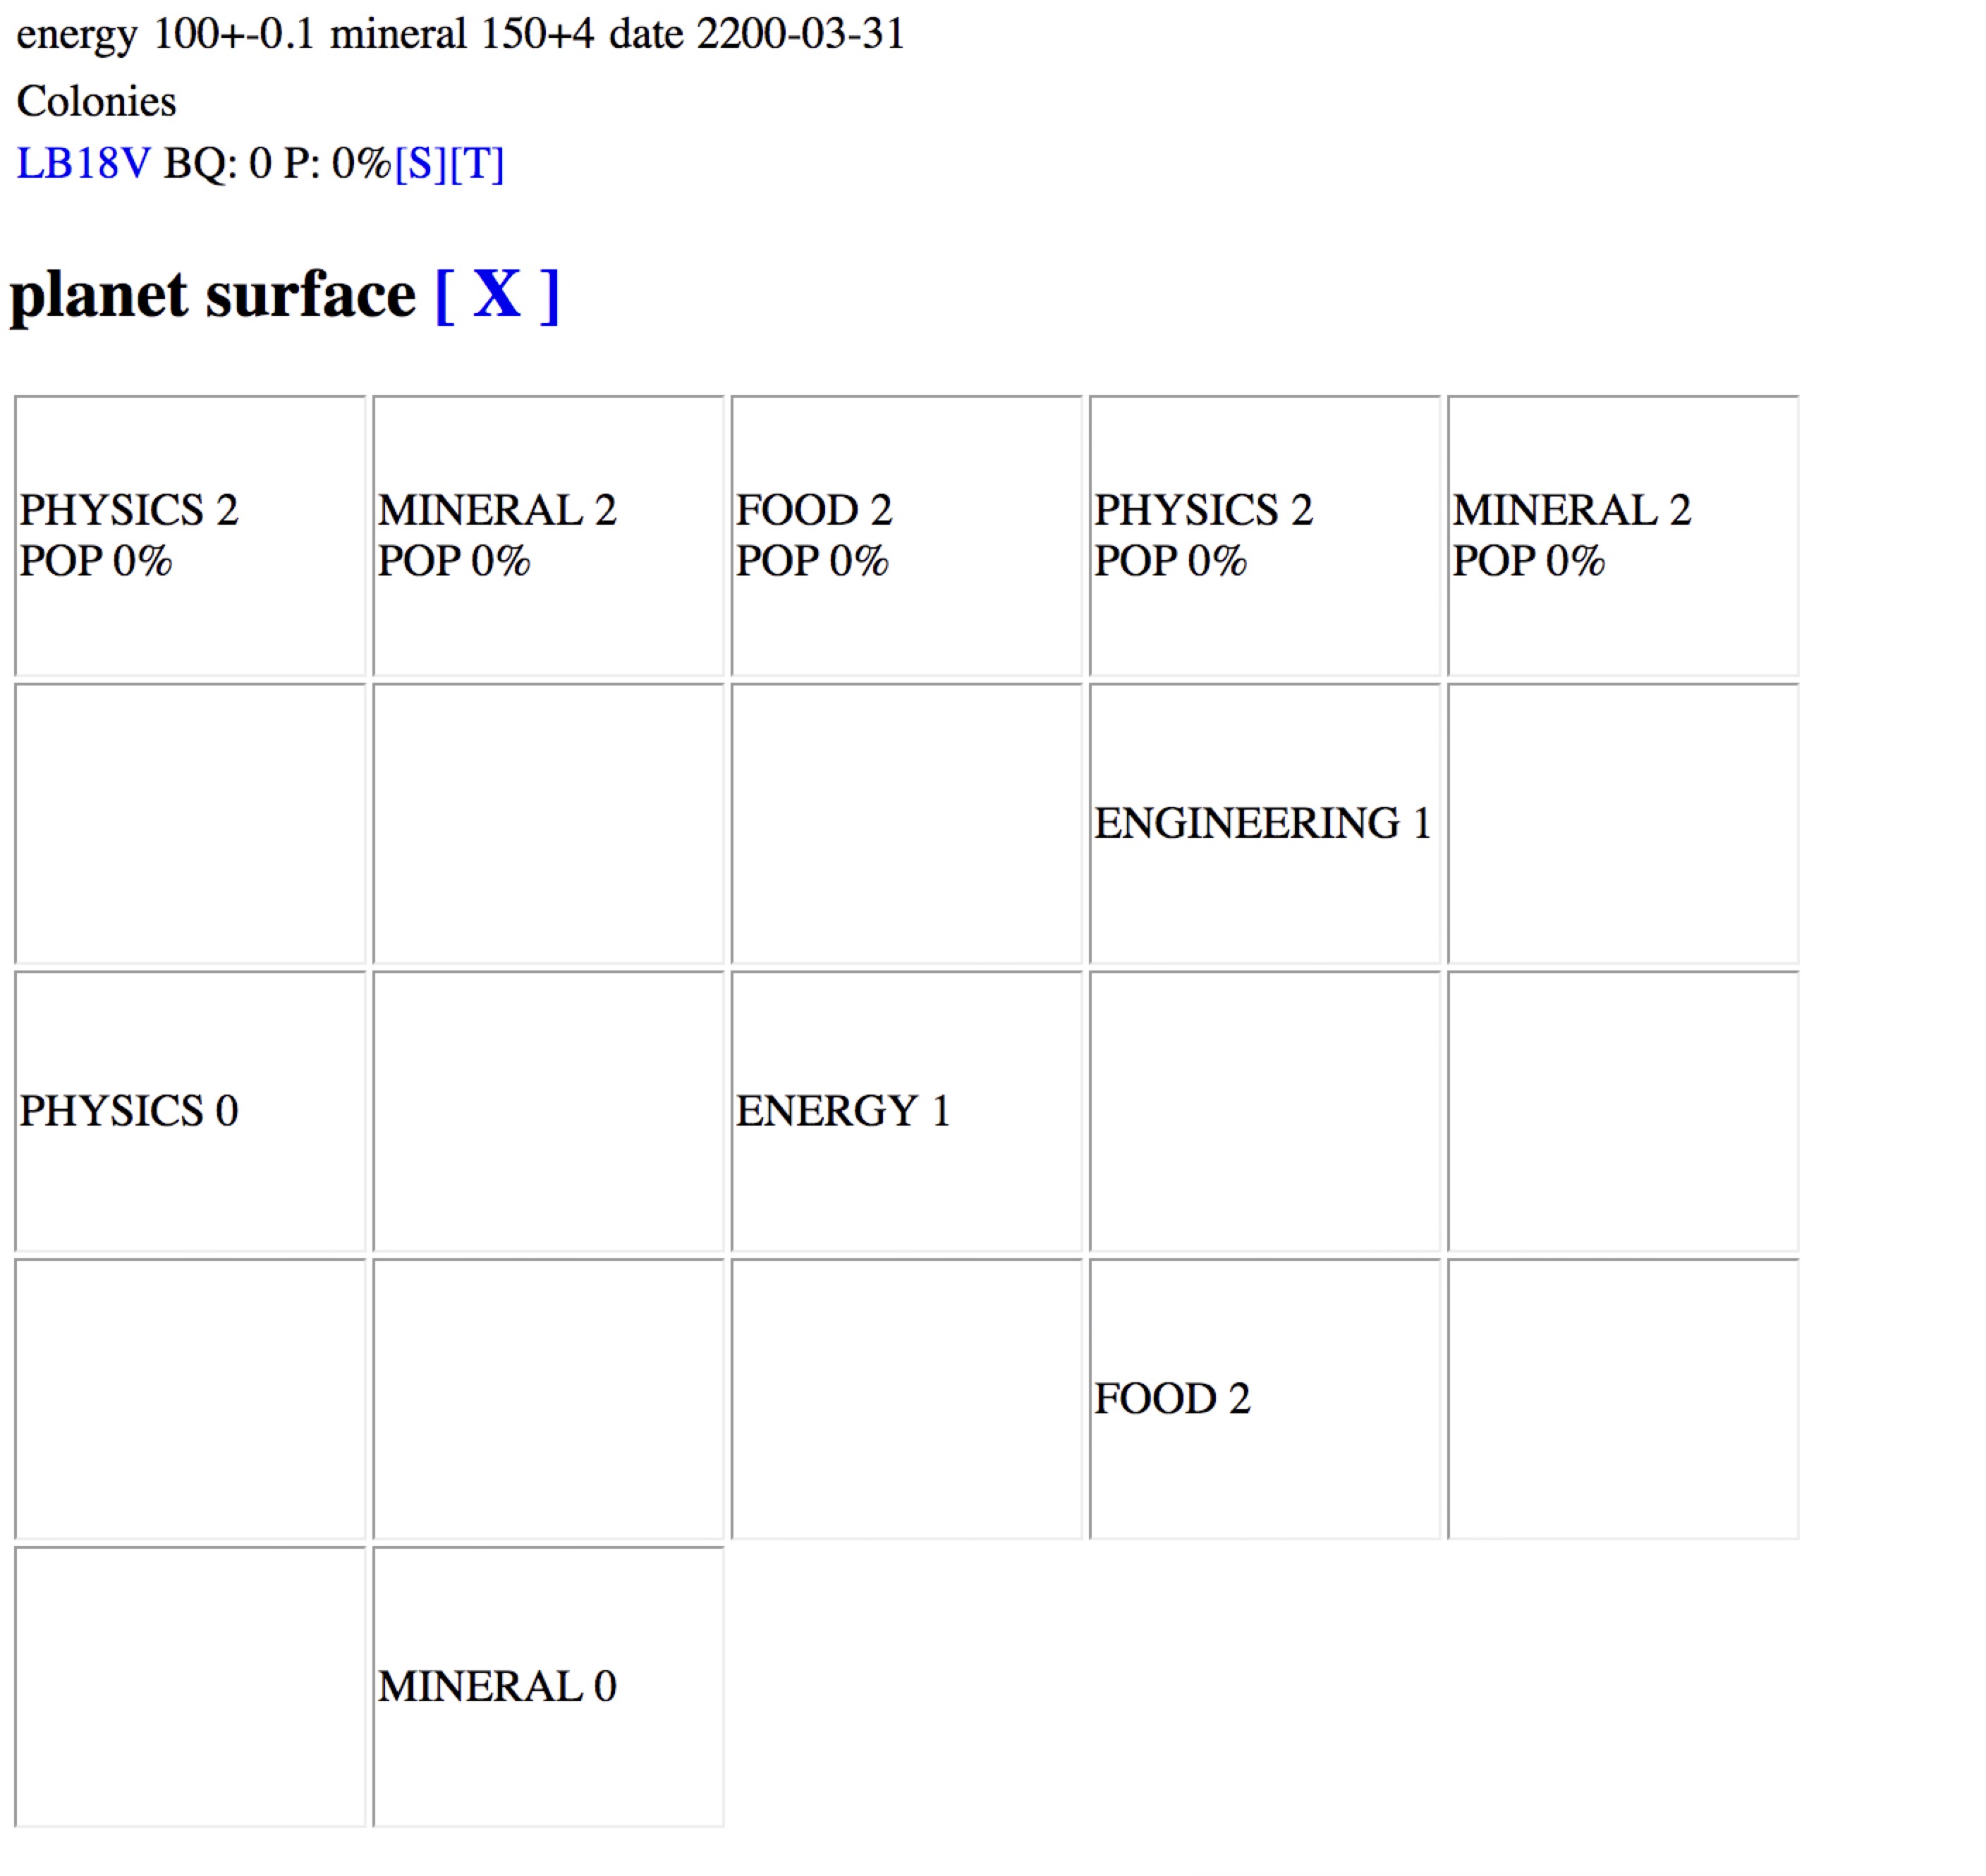 energy 100+-0.1 mineral 150+4 date 2200-03-31
Colonies
LB18V BQ: 0 P: 0%[S][T]
planet surface [ X ]
PHYSICS 2
POP 0%
MINERAL 2
POP 0%
FOOD 2
POP 0%
PHYSICS 2
POP 0%
MINERAL 2
POP 0%
ENGINEERING 1
PHYSICS 0
ENERGY 1
FOOD 2
MINERAL 0